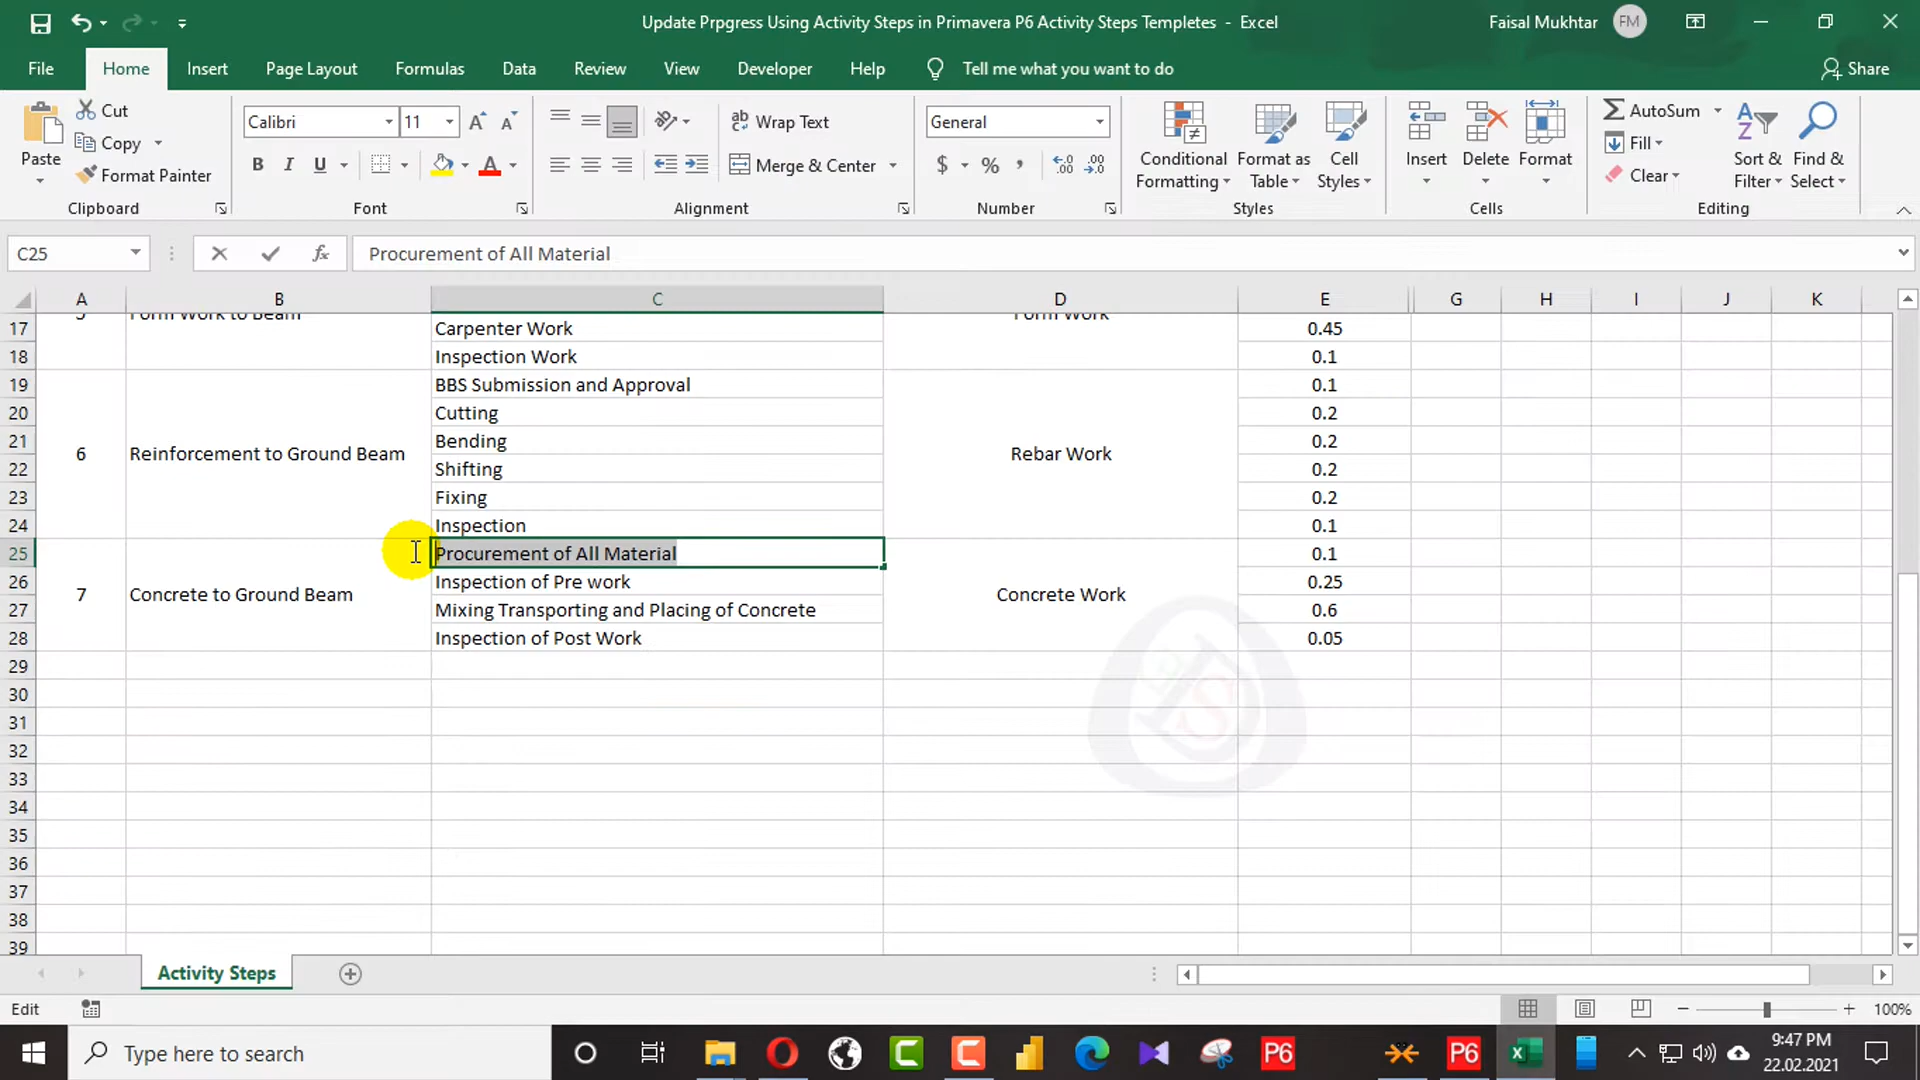 Update Prpgress Using Activity Steps in Primavera P6 Activity Steps Templetes - Excel
Faisal Mukhtar
FM
File Home Insert Page Layout Formulas Data Review View Developer Help Tell me what you want to do Share
Paste
Cut
Copy
Format Painter
Clipboard
Calibri 11
B I U
Font
Wrap Text
Merge & Center
Alignment
General
$ % ,
Number
Conditional Formatting
Format as Table
Cell Styles
Styles
Insert Delete Format
Cells
AutoSum
Fill
Clear
Sort & Filter
Find & Select
Editing
C25 fx Procurement of All Material
A B C D E G H I J K
17 Carpenter Work 0.45
18 Inspection Work 0.1
5 Form Work to Beam Form Work
19 BBS Submission and Approval 0.1
20 Cutting 0.2
21 Bending 0.2
6 Reinforcement to Ground Beam Rebar Work
22 Shifting 0.2
23 Fixing 0.2
24 Inspection 0.1
25 Procurement of All Material 0.1
26 Inspection of Pre work 0.25
7 Concrete to Ground Beam Concrete Work
27 Mixing Transporting and Placing of Concrete 0.6
28 Inspection of Post Work 0.05
29
30
31
32
33
34
35
36
37
38
39
Activity Steps
Edit
100%
Type here to search
P6
P6
9:47 PM
22.02.2021